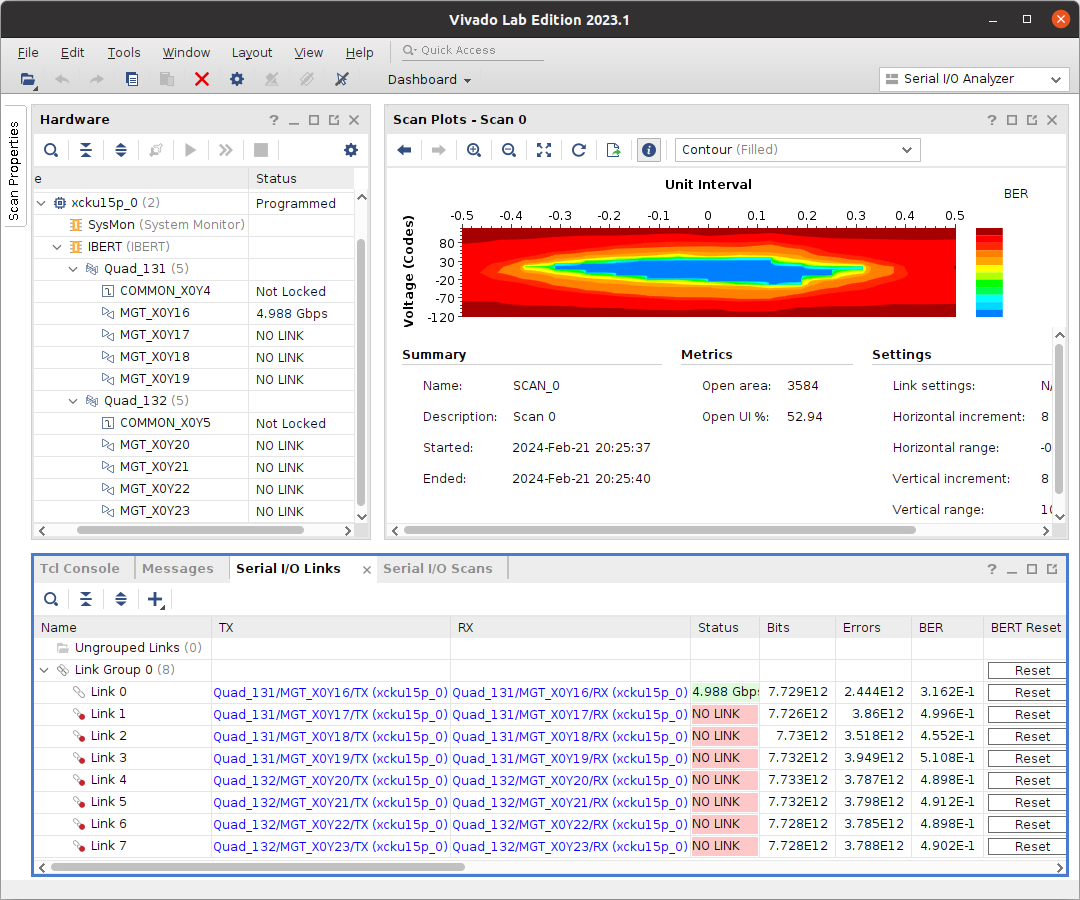 Vivado Lab Edition 2023.1
File Edit Tools Window Layout View Help Quick Access
Dashboard Serial I/O Analyzer
Scan Properties
Hardware
e Status
xcku15p_0 (2) Programmed
SysMon (System Monitor)
IBERT (IBERT)
Quad_131 (5)
COMMON_X0Y4 Not Locked
MGT_X0Y16 4.988 Gbps
MGT_X0Y17 NO LINK
MGT_X0Y18 NO LINK
MGT_X0Y19 NO LINK
Quad_132 (5)
COMMON_X0Y5 Not Locked
MGT_X0Y20 NO LINK
MGT_X0Y21 NO LINK
MGT_X0Y22 NO LINK
MGT_X0Y23 NO LINK
Scan Plots - Scan 0
Contour (Filled)
Unit Interval
BER
-0.5 -0.4 -0.3 -0.2 -0.1 0 0.1 0.2 0.3 0.4 0.5
Voltage (Codes)
80
30
-20
-70
-120
Summary Metrics Settings
Name: SCAN_0 Open area: 3584 Link settings: N/
Description: Scan 0 Open UI %: 52.94 Horizontal increment: 8
Started: 2024-Feb-21 20:25:37 Horizontal range: -0
Ended: 2024-Feb-21 20:25:40 Vertical increment: 8
Vertical range: 10
Tcl Console Messages Serial I/O Links Serial I/O Scans
Name TX RX Status Bits Errors BER BERT Reset
Ungrouped Links (0)
Link Group 0 (8) Reset
Link 0 Quad_131/MGT_X0Y16/TX (xcku15p_0) Quad_131/MGT_X0Y16/RX (xcku15p_0) 4.988 Gbps 7.729E12 2.444E12 3.162E-1 Reset
Link 1 Quad_131/MGT_X0Y17/TX (xcku15p_0) Quad_131/MGT_X0Y17/RX (xcku15p_0) NO LINK 7.726E12 3.86E12 4.996E-1 Reset
Link 2 Quad_131/MGT_X0Y18/TX (xcku15p_0) Quad_131/MGT_X0Y18/RX (xcku15p_0) NO LINK 7.73E12 3.518E12 4.552E-1 Reset
Link 3 Quad_131/MGT_X0Y19/TX (xcku15p_0) Quad_131/MGT_X0Y19/RX (xcku15p_0) NO LINK 7.732E12 3.949E12 5.108E-1 Reset
Link 4 Quad_132/MGT_X0Y20/TX (xcku15p_0) Quad_132/MGT_X0Y20/RX (xcku15p_0) NO LINK 7.733E12 3.787E12 4.898E-1 Reset
Link 5 Quad_132/MGT_X0Y21/TX (xcku15p_0) Quad_132/MGT_X0Y21/RX (xcku15p_0) NO LINK 7.732E12 3.798E12 4.912E-1 Reset
Link 6 Quad_132/MGT_X0Y22/TX (xcku15p_0) Quad_132/MGT_X0Y22/RX (xcku15p_0) NO LINK 7.728E12 3.785E12 4.898E-1 Reset
Link 7 Quad_132/MGT_X0Y23/TX (xcku15p_0) Quad_132/MGT_X0Y23/RX (xcku15p_0) NO LINK 7.728E12 3.788E12 4.902E-1 Reset